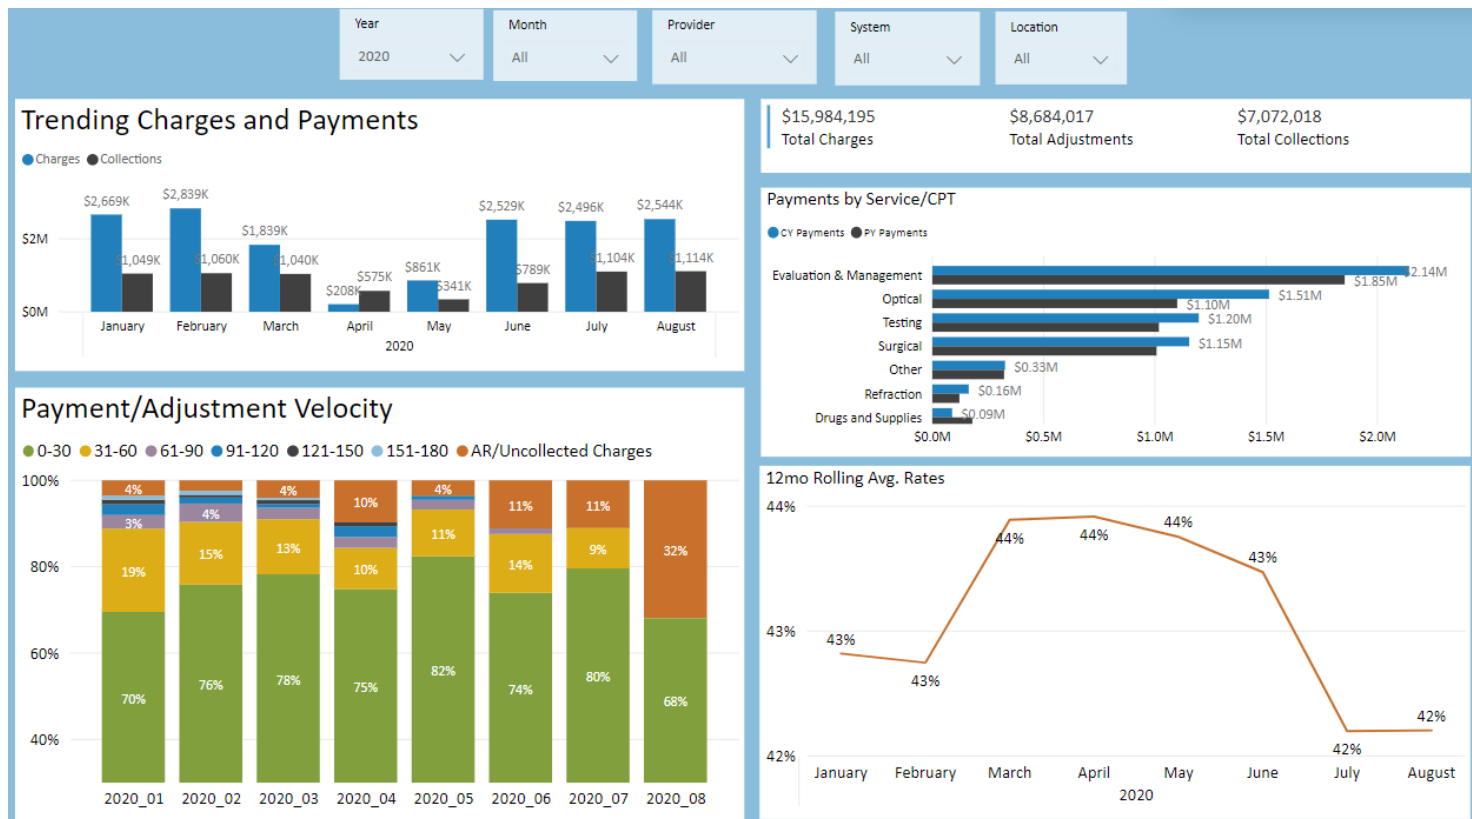 Year
2020
Month
All
Provider
All
System
All
Location
All
Trending Charges and Payments
Charges Collections
$2M
$0M
$2,669K
$1,049K
$2,839K
$1,060K
$1,839K
$1,040K
$208K
$575K
$861K
$341K
$2,529K
$789K
$2,496K
$1,104K
$2,544K
$1,114K
January February March April May June July August
2020
$15,984,195
Total Charges
$8,684,017
Total Adjustments
$7,072,018
Total Collections
Payments by Service/CPT
CY Payments PY Payments
Evaluation & Management $2.14M
$1.85M
Optical $1.51M
$1.10M
Testing $1.20M
Surgical $1.15M
Other $0.33M
Refraction $0.16M
Drugs and Supplies $0.09M
$0.0M $0.5M $1.0M $1.5M $2.0M
Payment/Adjustment Velocity
0-30 31-60 61-90 91-120 121-150 151-180 AR/Uncollected Charges
100%
80%
60%
40%
4%
3%
19%
70%
4%
15%
76%
4%
13%
78%
10%
10%
75%
4%
11%
82%
11%
14%
74%
11%
9%
80%
32%
68%
2020_01 2020_02 2020_03 2020_04 2020_05 2020_06 2020_07 2020_08
12mo Rolling Avg. Rates
44%
43%
42%
43%
43%
44%
44%
44%
43%
42%
42%
January February March April May June July August
2020